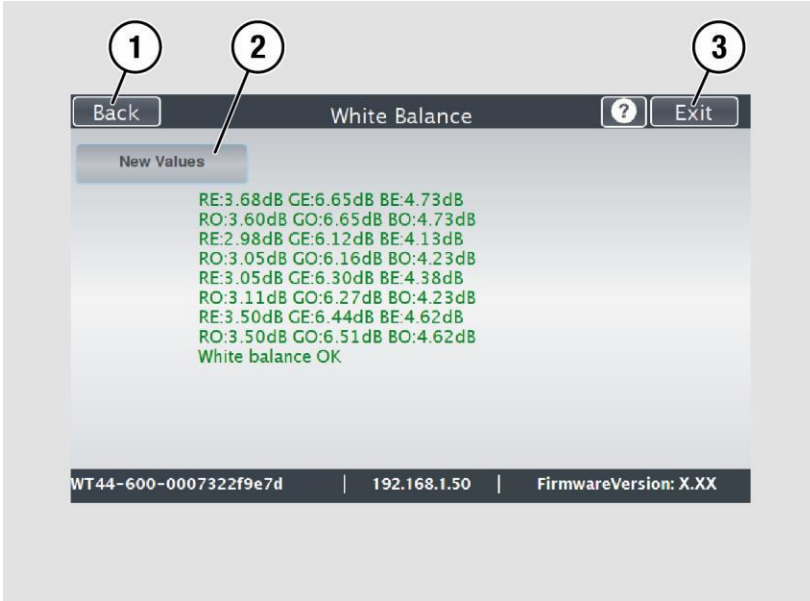 1 2 3
Back White Balance ? Exit
New Values
RE:3.68dB GE:6.65dB BE:4.73dB
RO:3.60dB GO:6.65dB BO:4.73dB
RE:2.98dB GE:6.12dB BE:4.13dB
RO:3.05dB GO:6.16dB BO:4.23dB
RE:3.05dB GE:6.30dB BE:4.38dB
RO:3.11dB GO:6.27dB BO:4.23dB
RE:3.50dB GE:6.44dB BE:4.62dB
RO:3.50dB GO:6.51dB BO:4.62dB
White balance OK
WT44-600-0007322f9e7d | 192.168.1.50 | FirmwareVersion: X.XX